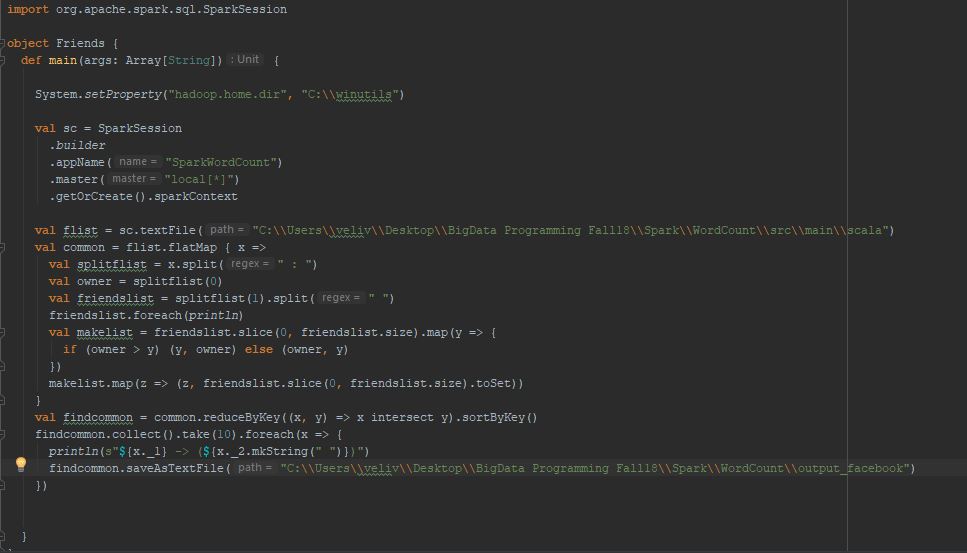 import org.apache.spark.sql.SparkSession
object Friends {
def main(args: Array[String]) : Unit {
System.setProperty("hadoop.home.dir", "C:\\winutils")
val sc = SparkSession
.builder
.appName( name = "SparkWordCount")
.master( master = "local[*]")
.getOrCreate().sparkContext
val flist = sc.textFile( path = "C:\\Users\\veliv\\Desktop\\BigData Programming Fall18\\Spark\\WordCount\\src\\main\\scala")
val common = flist.flatMap { x =>
val splitflist = x.split( regex = " : ")
val owner = splitflist(0)
val friendslist = splitflist(1).split( regex = " ")
friendslist.foreach(println)
val makelist = friendslist.slice(0, friendslist.size).map(y => {
if (owner > y) (y, owner) else (owner, y)
})
makelist.map(z => (z, friendslist.slice(0, friendslist.size).toSet))
}
val findcommon = common.reduceByKey((x, y) => x intersect y).sortByKey()
findcommon.collect().take(10).foreach(x => {
println(s"${x._1} -> (${x._2.mkString(" ")})")
findcommon.saveAsTextFile( path = "C:\\Users\\veliv\\Desktop\\BigData Programming Fall18\\Spark\\WordCount\\output_facebook")
})
}